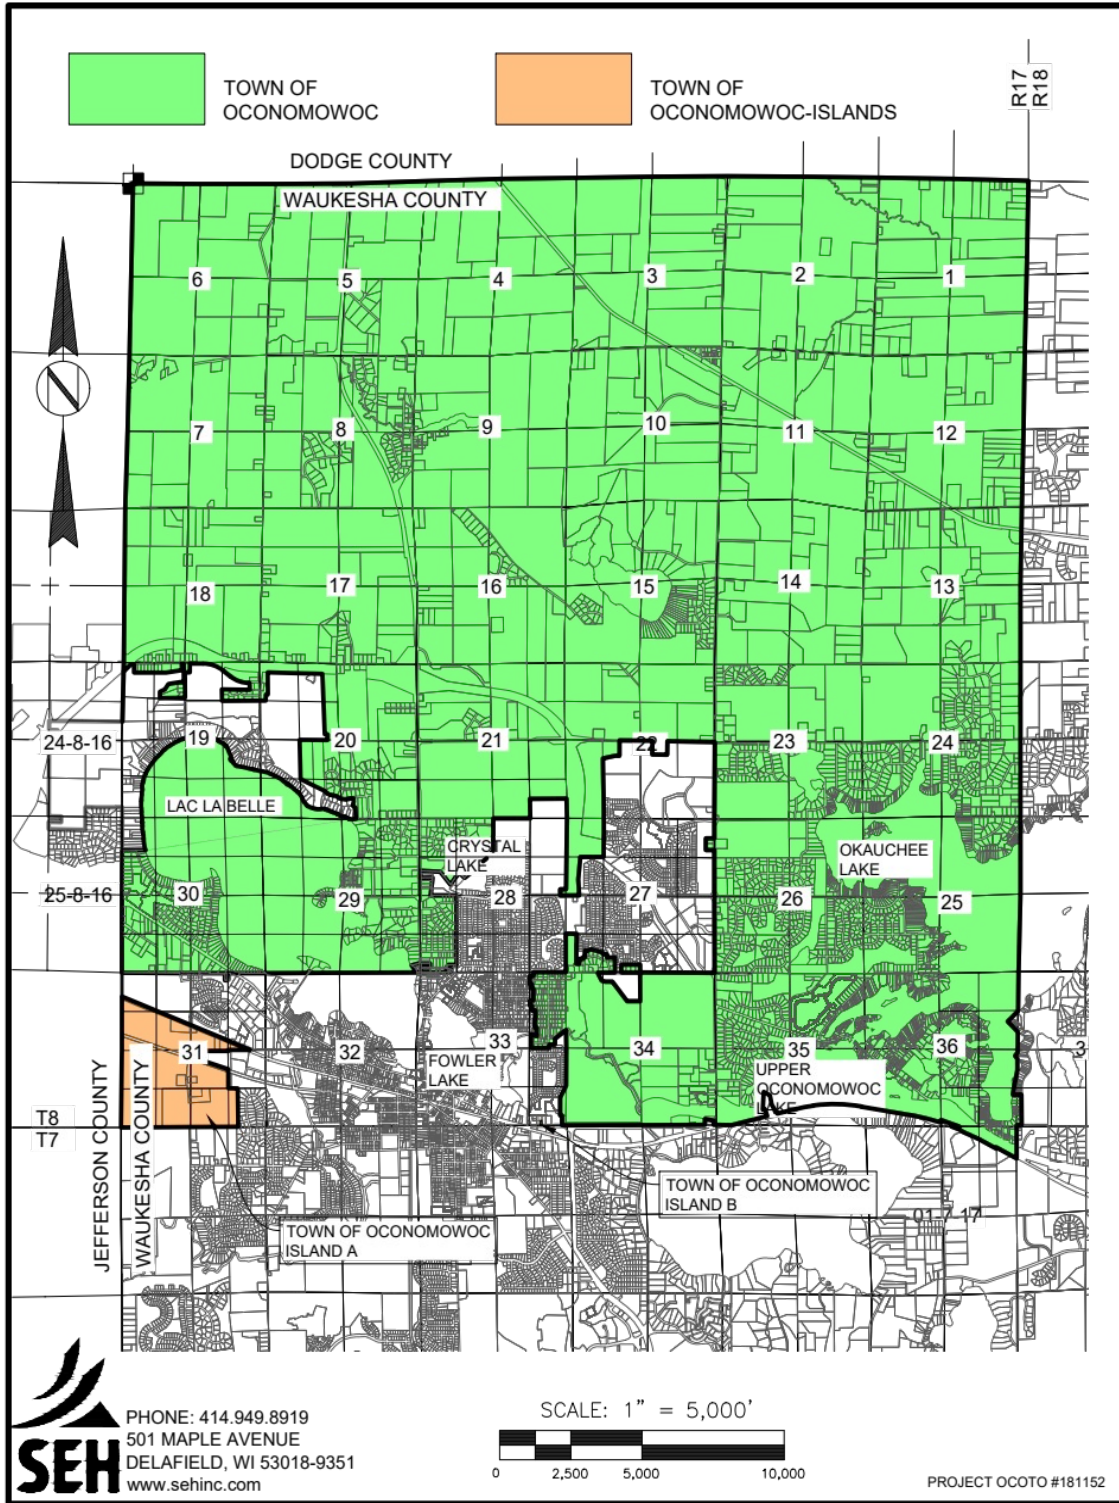 TOWN OF
OCONOMOWOC
TOWN OF
OCONOMOWOC-ISLANDS
R17
R18
DODGE COUNTY
WAUKESHA COUNTY
6
5
4
3
2
1
7
8
9
10
11
12
18
17
16
15
14
13
24-8-16
19
20
21
22
23
24
LAC LA BELLE
CRYSTAL
LAKE
OKAUCHEE
LAKE
25-8-16
30
29
28
27
26
25
31
32
33
34
35
36
3
FOWLER
LAKE
UPPER
OCONOMOWOC
LAKE
T8
T7
JEFFERSON COUNTY
WAUKESHA COUNTY
TOWN OF OCONOMOWOC
ISLAND B
01 7 17
TOWN OF OCONOMOWOC
ISLAND A
SEH
PHONE: 414.949.8919
501 MAPLE AVENUE
DELAFIELD, WI 53018-9351
www.sehinc.com
SCALE: 1" = 5,000'
0
2,500
5,000
10,000
PROJECT OCOTO #181152